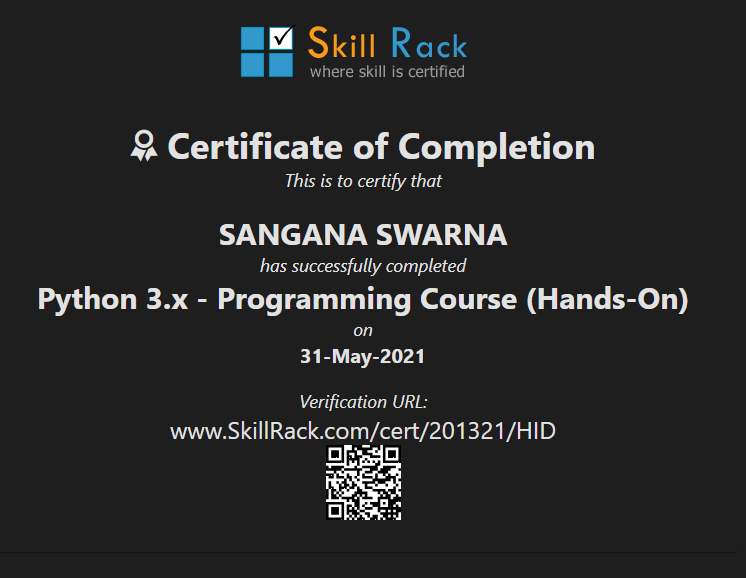 Skill Rack
where skill is certified
Certificate of Completion
This is to certify that
SANGANA SWARNA
has successfully completed
Python 3.x - Programming Course (Hands-On)
on
31-May-2021
Verification URL:
www.SkillRack.com/cert/201321/HID